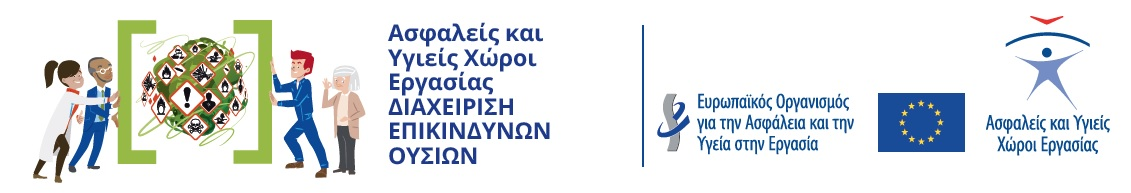 Ασφαλείς και
Υγιείς Χώροι
Εργασίας
ΔΙΑΧΕΙΡΙΣΗ
ΕΠΙΚΙΝΔΥΝΩΝ
ΟΥΣΙΩΝ
Ευρωπαϊκός Οργανισμός
για την Ασφάλεια και την
Υγεία στην Εργασία
Ασφαλείς και Υγιείς
Χώροι Εργασίας